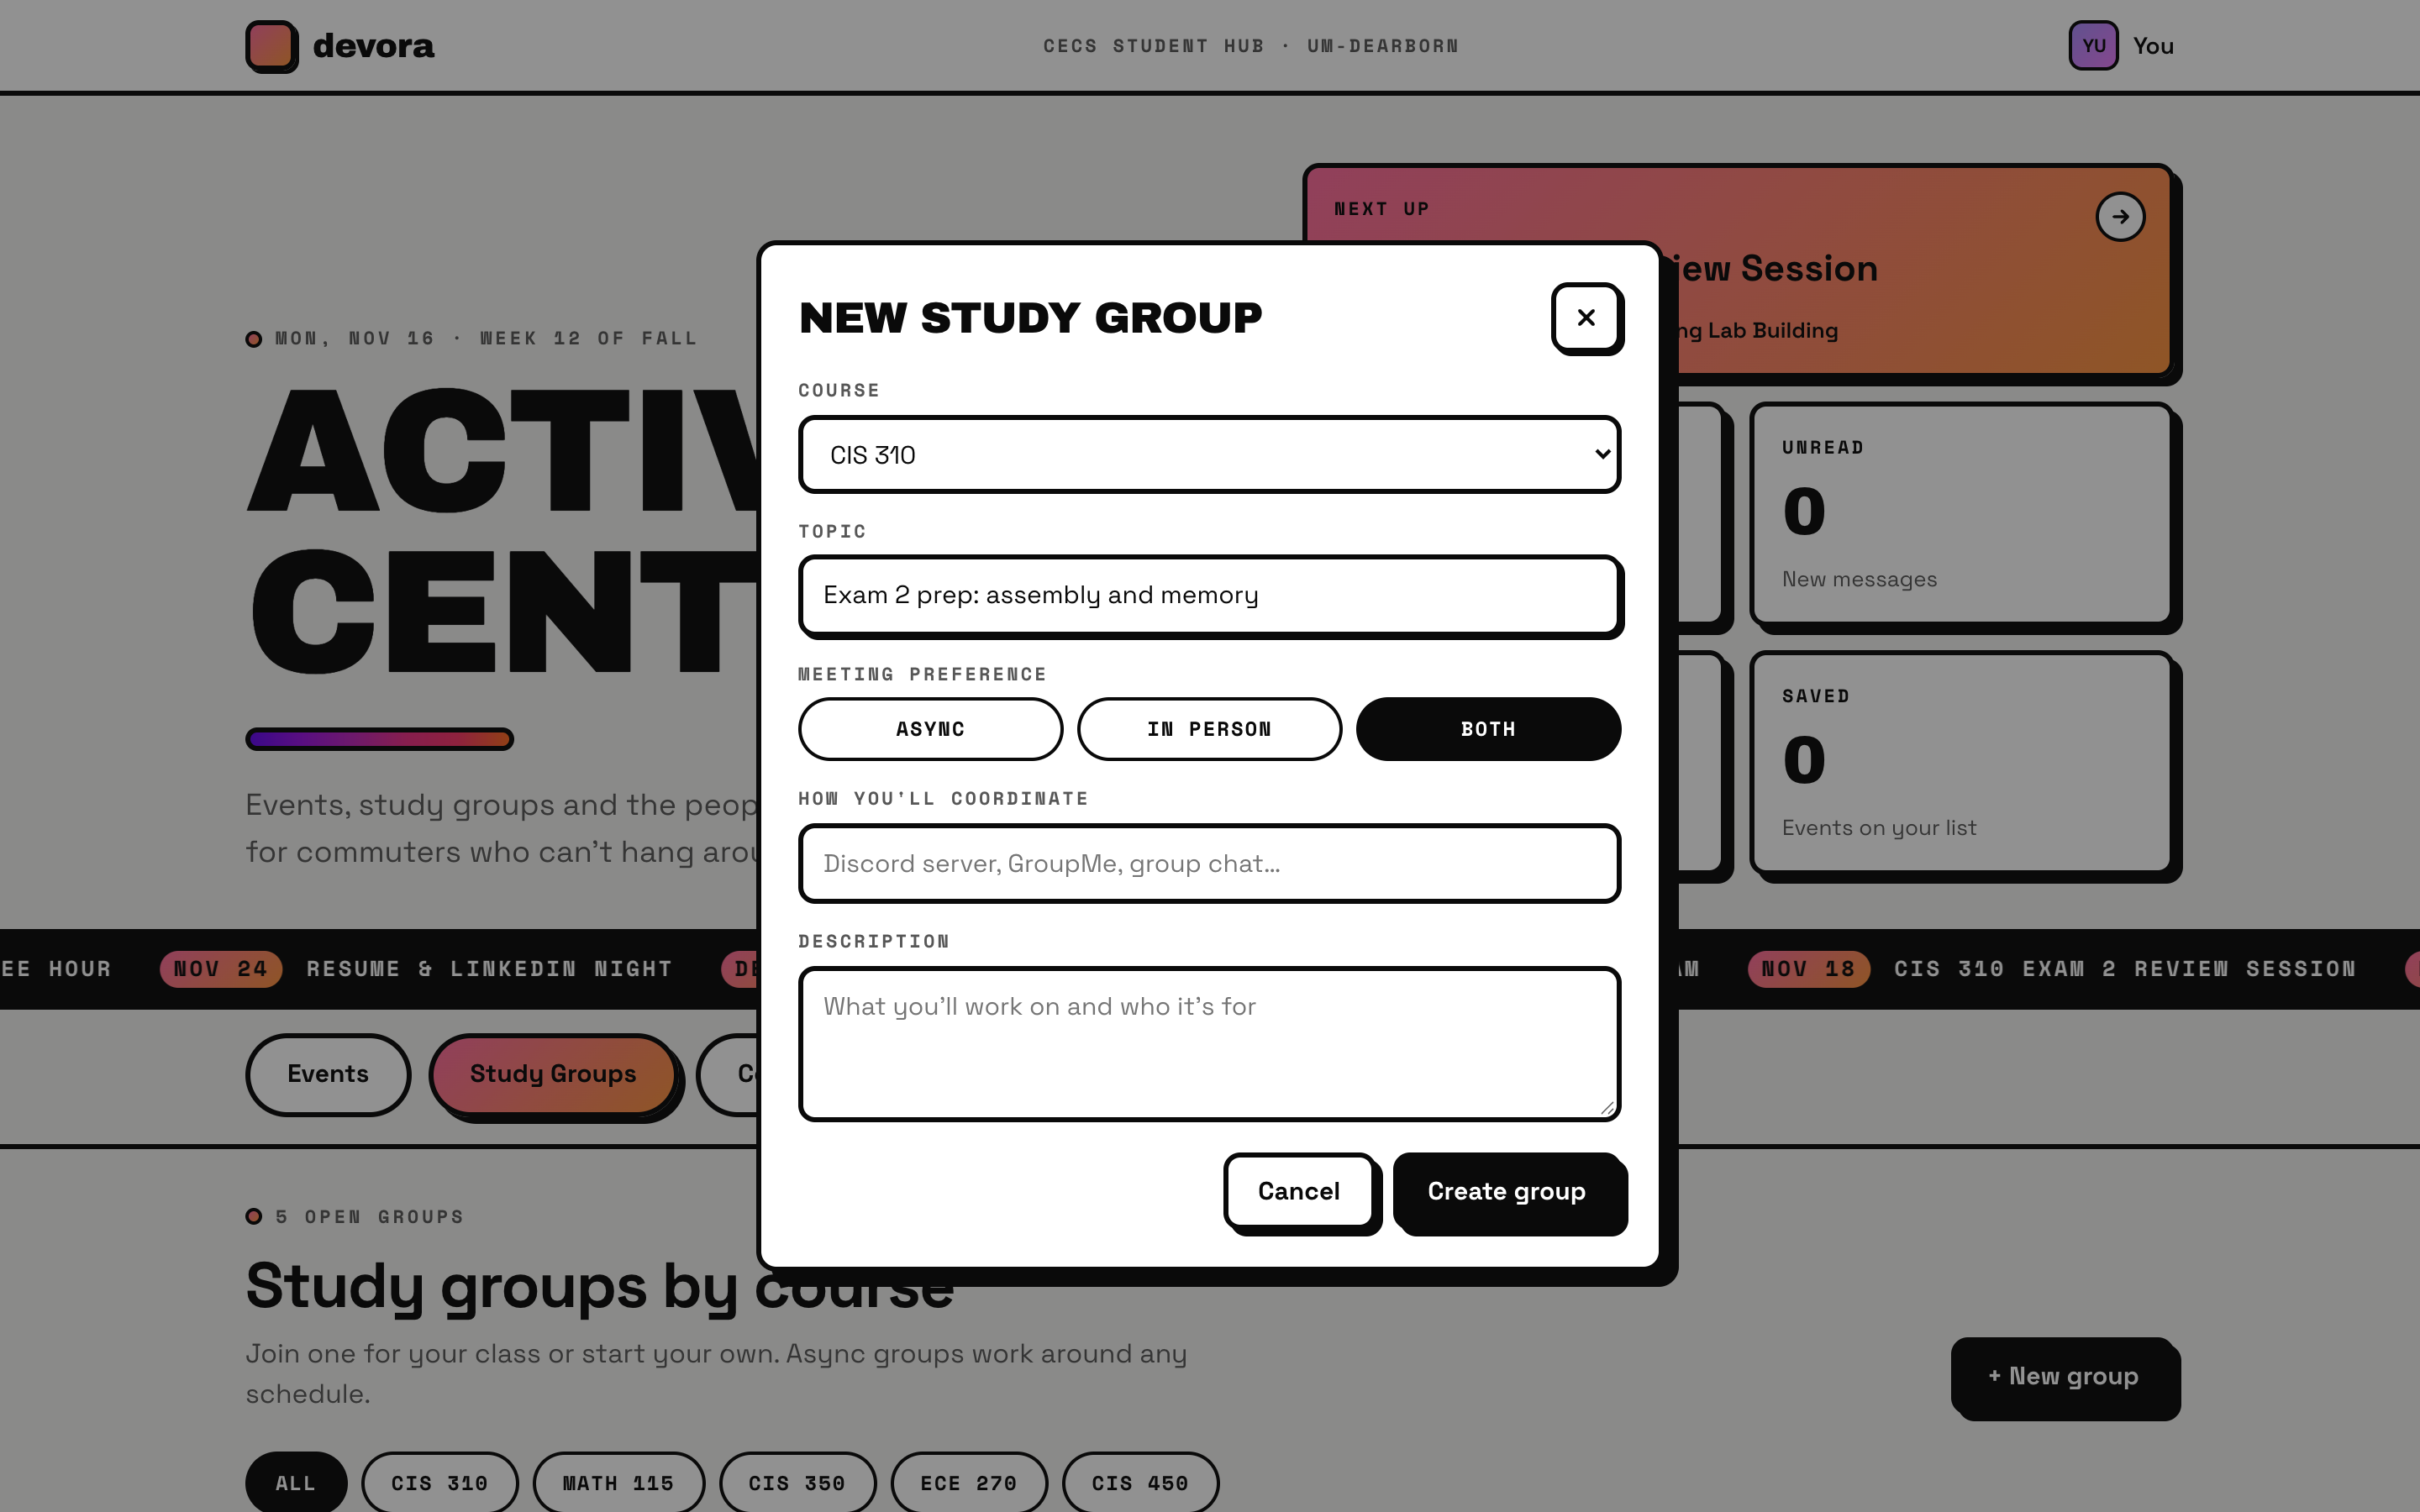 devora
CECS STUDENT HUB · UM-DEARBORN
YU
You
NEXT UP
Session
Lab Building
MON, NOV 16 · WEEK 12 OF FALL
UNREAD
0
New messages
SAVED
0
Events on your list
Events, study groups and the
for commuters who can’t hang
NEW STUDY GROUP
COURSE
CIS 310
TOPIC
Exam 2 prep: assembly and memory
MEETING PREFERENCE
ASYNC
IN PERSON
BOTH
HOW YOU'LL COORDINATE
Discord server, GroupMe, group chat…
DESCRIPTION
What you’ll work on and who it’s for
Cancel
Create group
HOUR
NOV 24
RESUME & LINKEDIN NIGHT
NOV 18
CIS 310 EXAM 2 REVIEW SESSION
Events
Study Groups
5 OPEN GROUPS
Study groups by course
Join one for your class or start your own. Async groups work around any
schedule.
+ New group
ALL
CIS 310
MATH 115
CIS 350
ECE 270
CIS 450